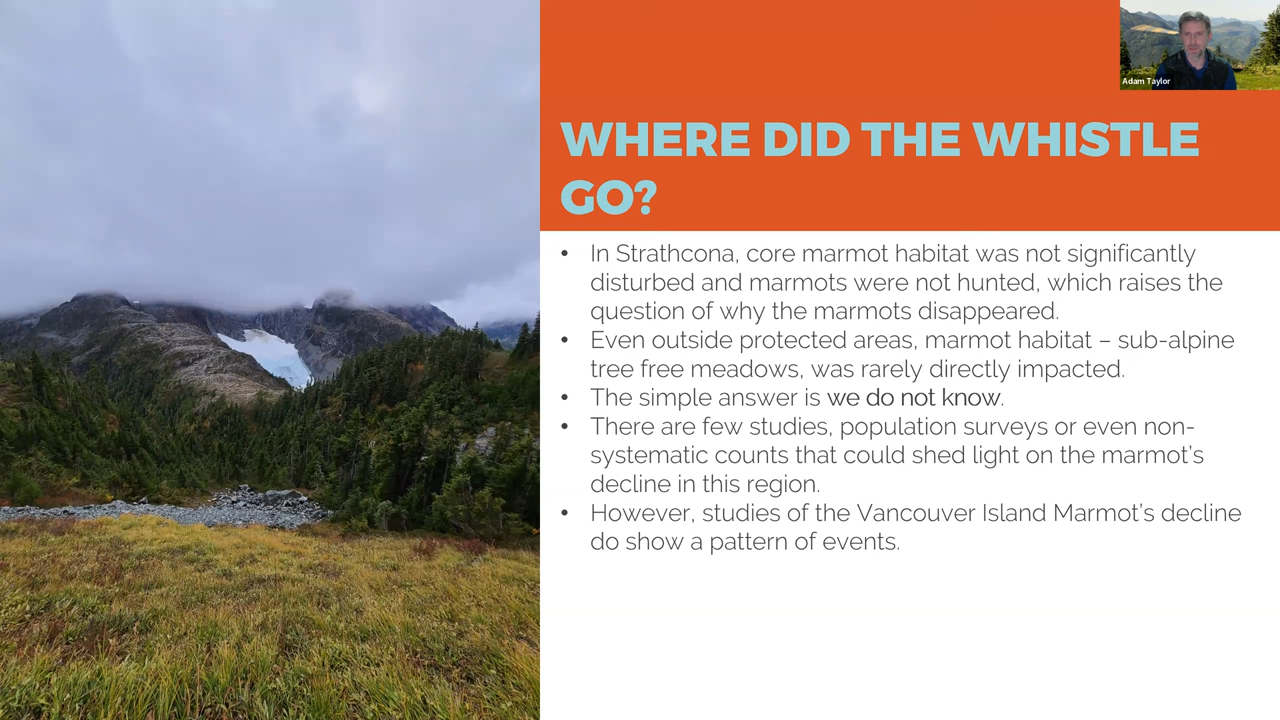 Adam Taylor
WHERE DID THE WHISTLE
GO?
• In Strathcona, core marmot habitat was not significantly
disturbed and marmots were not hunted, which raises the
question of why the marmots disappeared.
• Even outside protected areas, marmot habitat – sub-alpine
tree free meadows, was rarely directly impacted.
• The simple answer is we do not know.
• There are few studies, population surveys or even non-
systematic counts that could shed light on the marmot's
decline in this region.
• However, studies of the Vancouver Island Marmot's decline
do show a pattern of events.